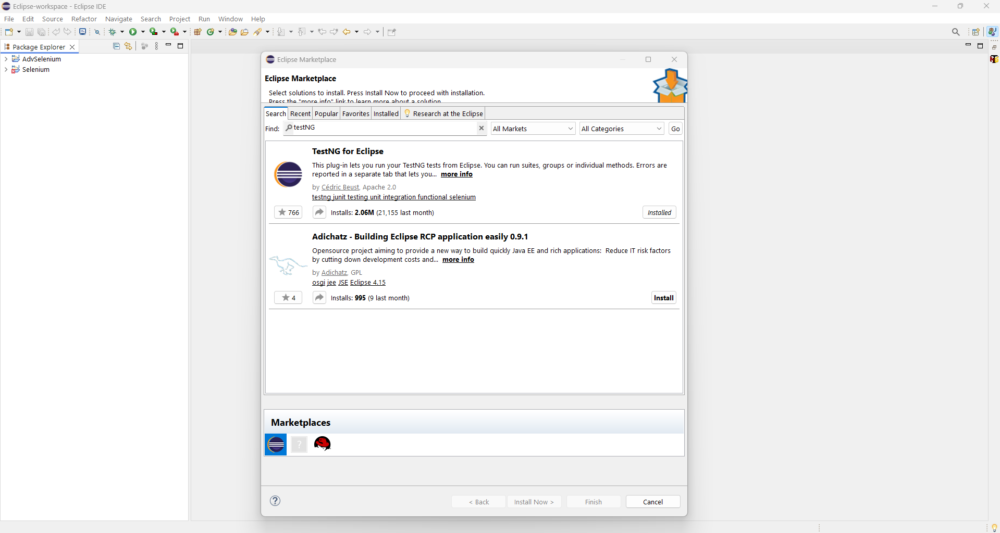 Eclipse-workspace - Eclipse IDE
File Edit Source Refactor Navigate Search Project Run Window Help
Package Explorer
AdvSelenium
Selenium
Eclipse Marketplace
Eclipse Marketplace
Select solutions to install. Press Install Now to proceed with installation.
Press the "more info" link to learn more about a solution.
Search Recent Popular Favorites Installed Research at the Eclipse
Find: testNG All Markets All Categories Go
TestNG for Eclipse
This plug-in lets you run your TestNG tests from Eclipse. You can run suites, groups or individual methods. Errors are
reported in a separate tab that lets you... more info
by Cédric Beust, Apache 2.0
testng junit testing unit integration functional selenium
766 Installs: 2.06M (21,155 last month) Installed
Adichatz - Building Eclipse RCP application easily 0.9.1
Opensource project aiming to provide a new way to build quickly Java EE and rich applications: Reduce IT risk factors
by cutting down development costs and... more info
by Adichatz, GPL
osgi jee JSE Eclipse 4.15
4 Installs: 995 (9 last month) Install
Marketplaces
?
? < Back Install Now > Finish Cancel